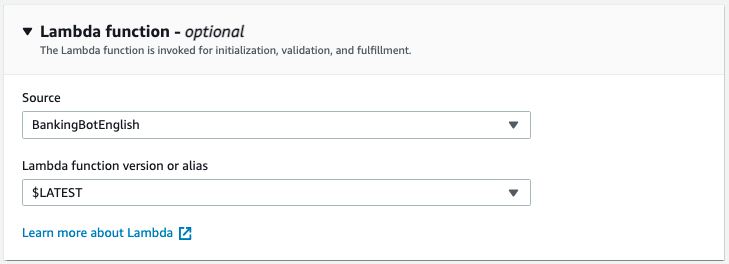 Lambda function - optional
The Lambda function is invoked for initialization, validation, and fulfillment.
Source
BankingBotEnglish
Lambda function version or alias
$LATEST
Learn more about Lambda